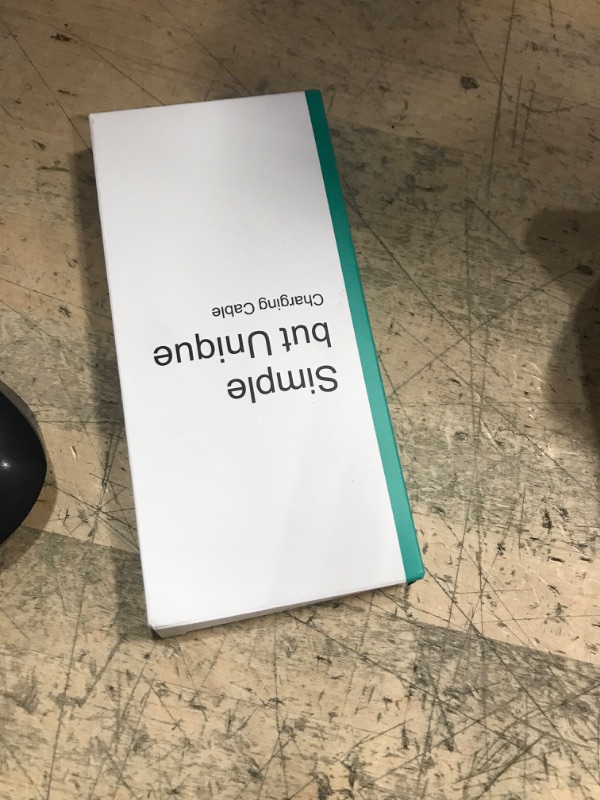 Simple
but Unique
Charging Cable